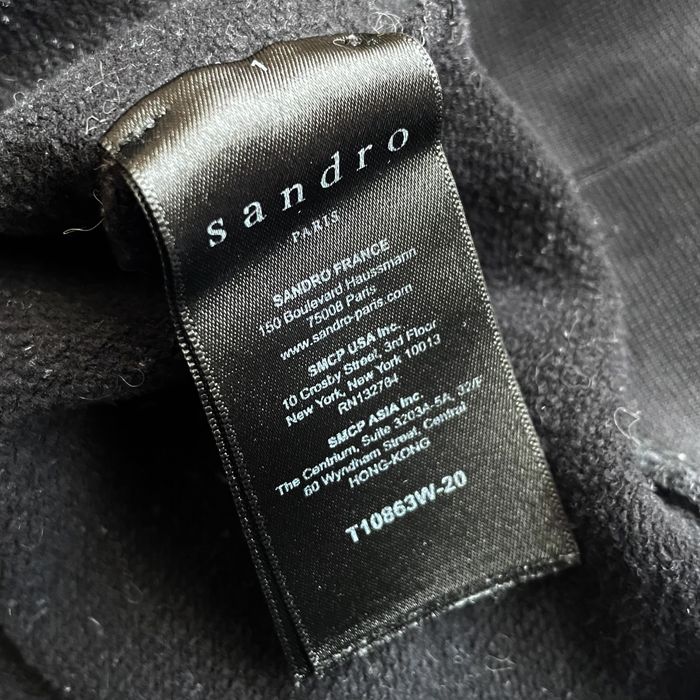 sandro
PARIS
SANDRO FRANCE
150 Boulevard Haussmann
75008 Paris
www.sandro-paris.com
SMCP USA Inc.
10 Crosby Street, 3rd Floor
New York, New York 10013
RN132784
SMCP ASIA Inc.
The Centrium, Suite 3203A-5A, 32/F
60 Wyndham Street, Central
HONG-KONG
T10863W-20